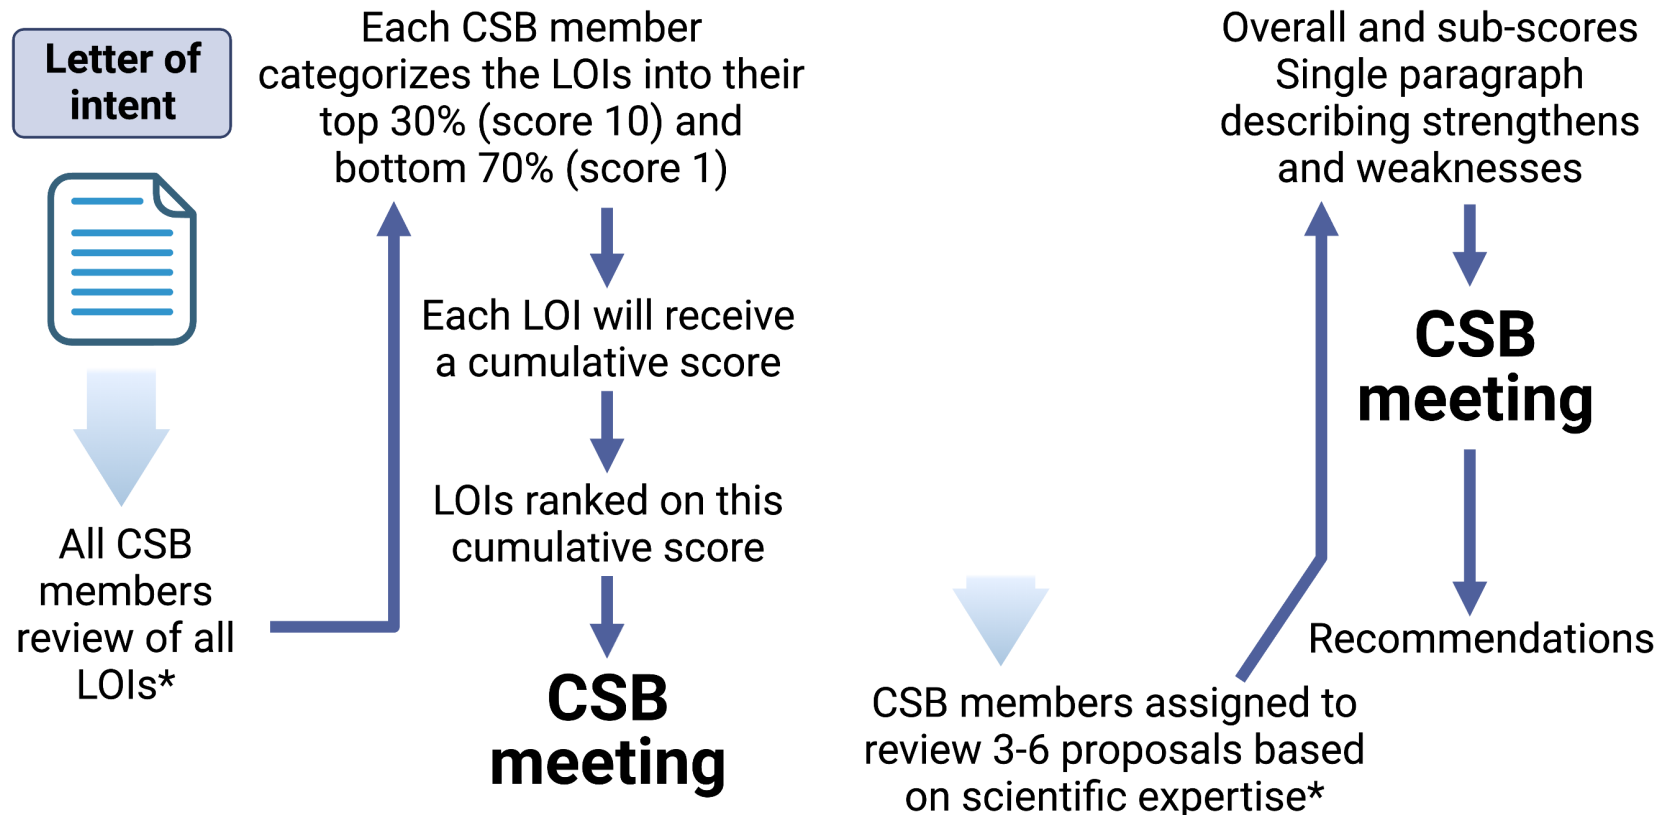 Letter of
intent
All CSB
members
review of all
LOIs*
Each CSB member
categorizes the LOIs into their
top 30% (score 10) and
bottom 70% (score 1)
Each LOI will receive
a cumulative score
LOIs ranked on this
cumulative score
CSB
meeting
CSB members assigned to
review 3-6 proposals based
on scientific expertise*
Overall and sub-scores
Single paragraph
describing strengthens
and weaknesses
CSB
meeting
Recommendations